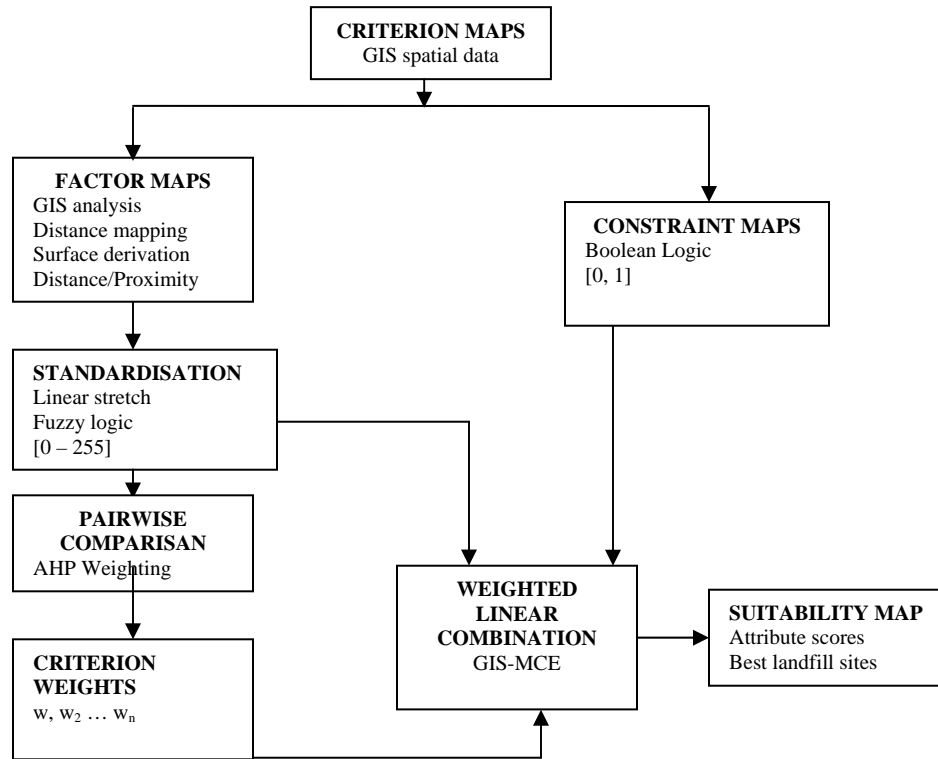 CRITERION MAPS
GIS spatial data
FACTOR MAPS
GIS analysis
Distance mapping
Surface derivation
Distance/Proximity
CONSTRAINT MAPS
Boolean Logic
[0, 1]
STANDARDISATION
Linear stretch
Fuzzy logic
[0 – 255]
PAIRWISE
COMPARISAN
AHP Weighting
WEIGHTED
LINEAR
COMBINATION
GIS-MCE
SUITABILITY MAP
Attribute scores
Best landfill sites
CRITERION
WEIGHTS
w, w₂ … wₙ